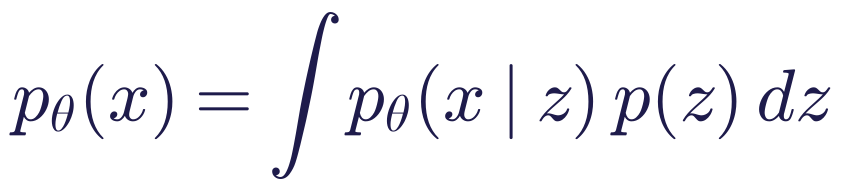 p_θ(x) = ∫ p_θ(x | z) p(z) dz